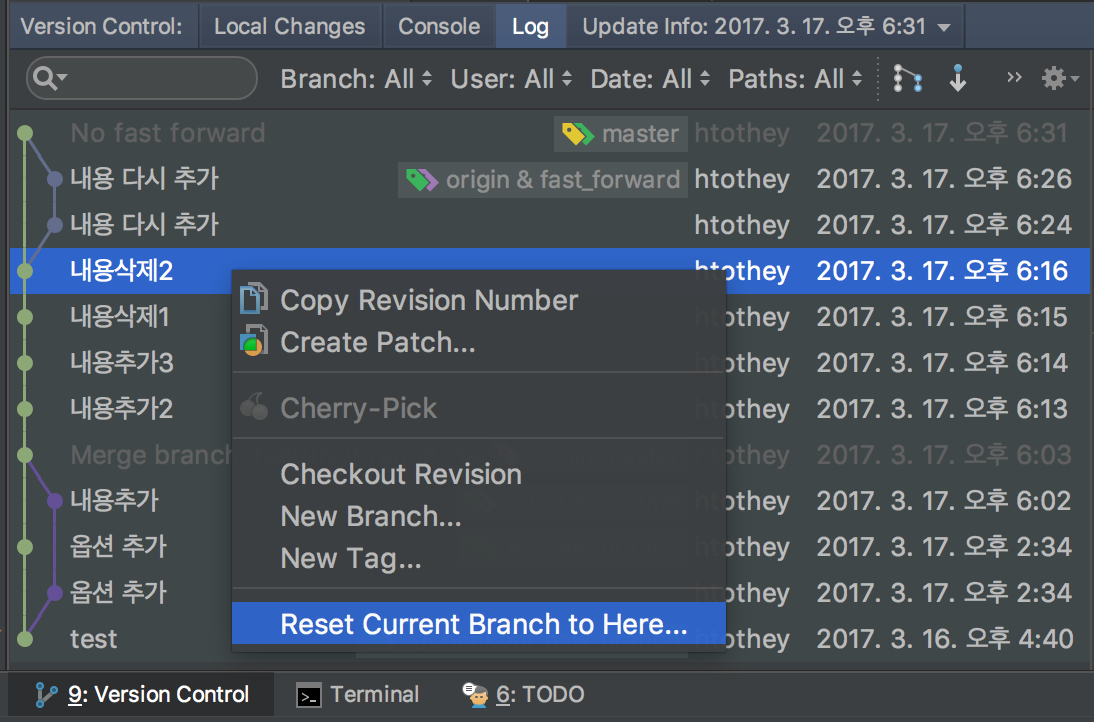 Version Control: Local Changes Console Log Update Info: 2017. 3. 17. 오후 6:31
Branch: All User: All Date: All Paths: All
No fast forward master htothey 2017. 3. 17. 오후 6:31
내용 다시 추가 origin & fast_forward htothey 2017. 3. 17. 오후 6:26
내용 다시 추가 htothey 2017. 3. 17. 오후 6:24
내용삭제2 htothey 2017. 3. 17. 오후 6:16
내용삭제1 htothey 2017. 3. 17. 오후 6:15
내용추가3 htothey 2017. 3. 17. 오후 6:14
내용추가2 htothey 2017. 3. 17. 오후 6:13
Merge branch htothey 2017. 3. 17. 오후 6:03
내용추가 htothey 2017. 3. 17. 오후 6:02
옵션 추가 htothey 2017. 3. 17. 오후 2:34
옵션 추가 htothey 2017. 3. 17. 오후 2:34
test htothey 2017. 3. 16. 오후 4:40
Copy Revision Number
Create Patch...
Cherry-Pick
Checkout Revision
New Branch...
New Tag...
Reset Current Branch to Here...
9: Version Control Terminal 6: TODO